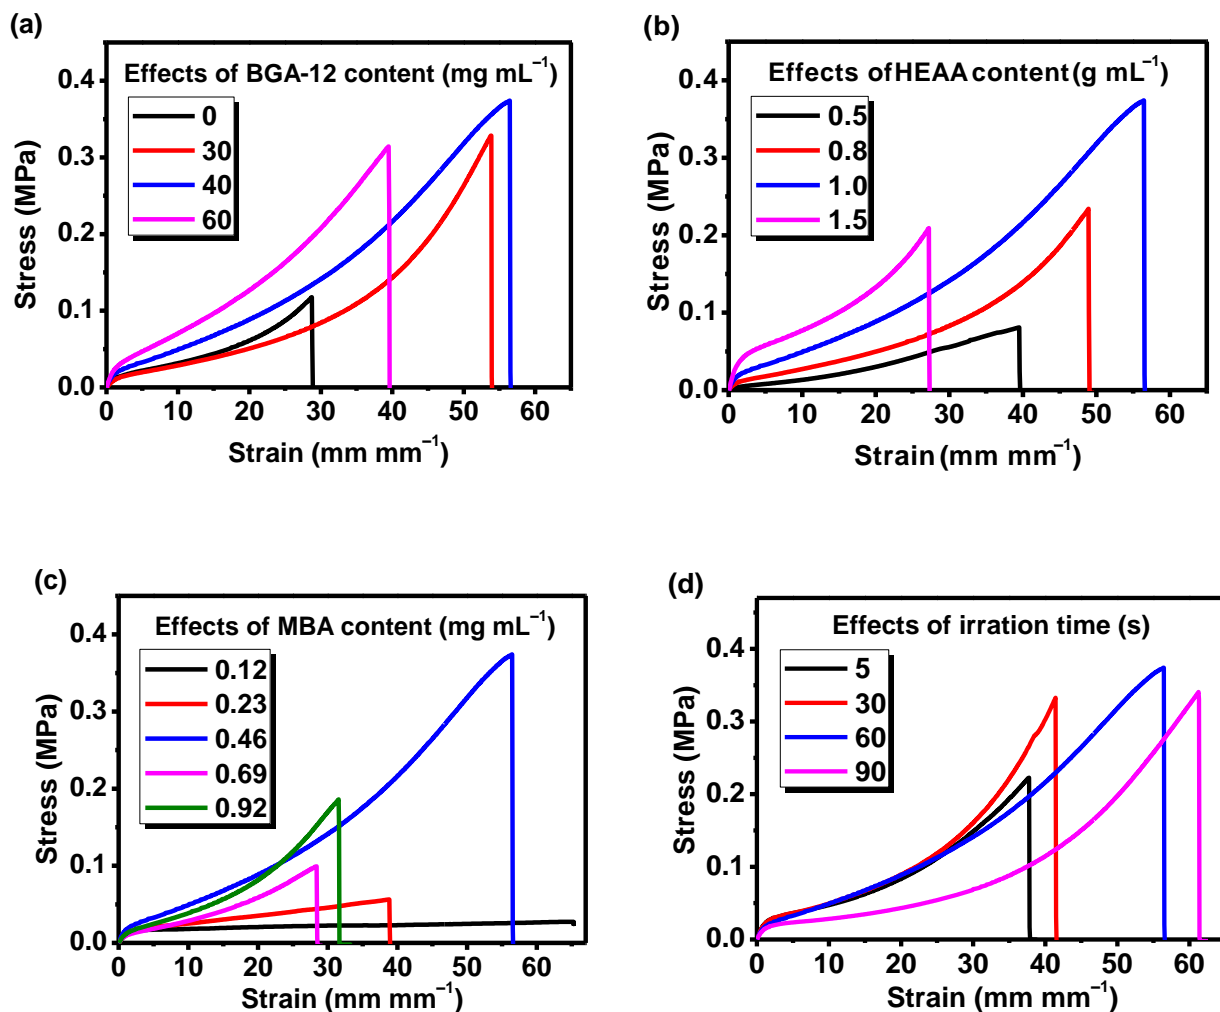 (a)
Effects of BGA-12 content (mg mL⁻¹)
0
30
40
60
0.4
0.3
0.2
0.1
0.0
Stress (MPa)
0 10 20 30 40 50 60
Strain (mm mm⁻¹)
(b)
Effects of HEAA content (g mL⁻¹)
0.5
0.8
1.0
1.5
0.4
0.3
0.2
0.1
0.0
Stress (MPa)
0 10 20 30 40 50 60
Strain (mm mm⁻¹)
(c)
Effects of MBA content (mg mL⁻¹)
0.12
0.23
0.46
0.69
0.92
0.4
0.3
0.2
0.1
0.0
Stress (MPa)
0 10 20 30 40 50 60
Strain (mm mm⁻¹)
(d)
Effects of irration time (s)
5
30
60
90
0.4
0.3
0.2
0.1
0.0
Stress (MPa)
0 10 20 30 40 50 60
Strain (mm mm⁻¹)